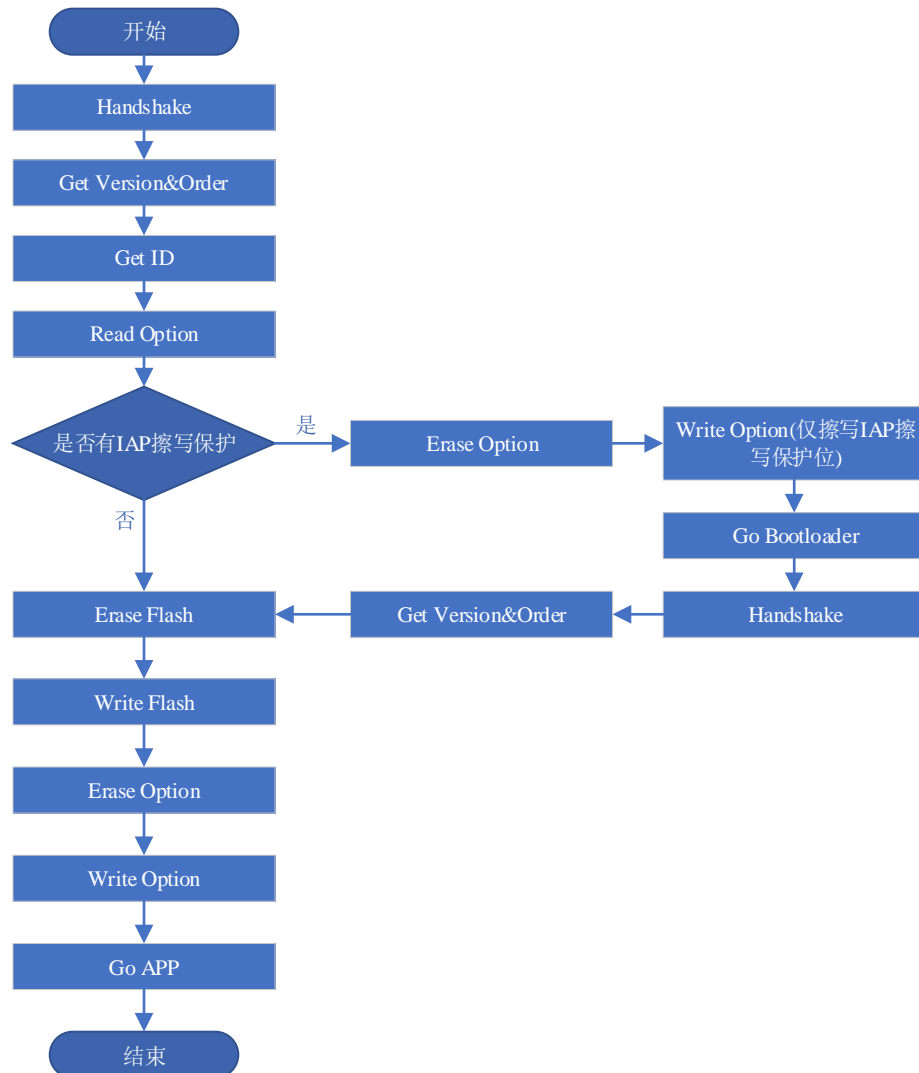 开始
Handshake
Get Version&Order
Get ID
Read Option
是否有IAP擦写保护
是
Erase Option
Write Option(仅擦写IAP擦
写保护位)
Go Bootloader
Handshake
Get Version&Order
否
Erase Flash
Write Flash
Erase Option
Write Option
Go APP
结束